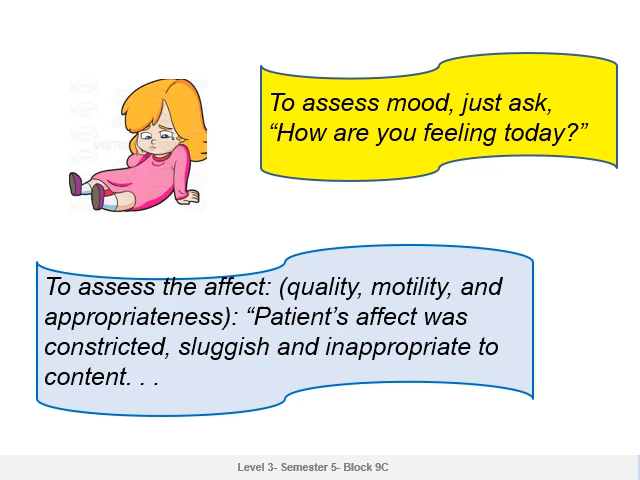 To assess mood, just ask,
“How are you feeling today?”
To assess the affect: (quality, motility, and
appropriateness): “Patient’s affect was
constricted, sluggish and inappropriate to
content. . .
Level 3- Semester 5- Block 9C